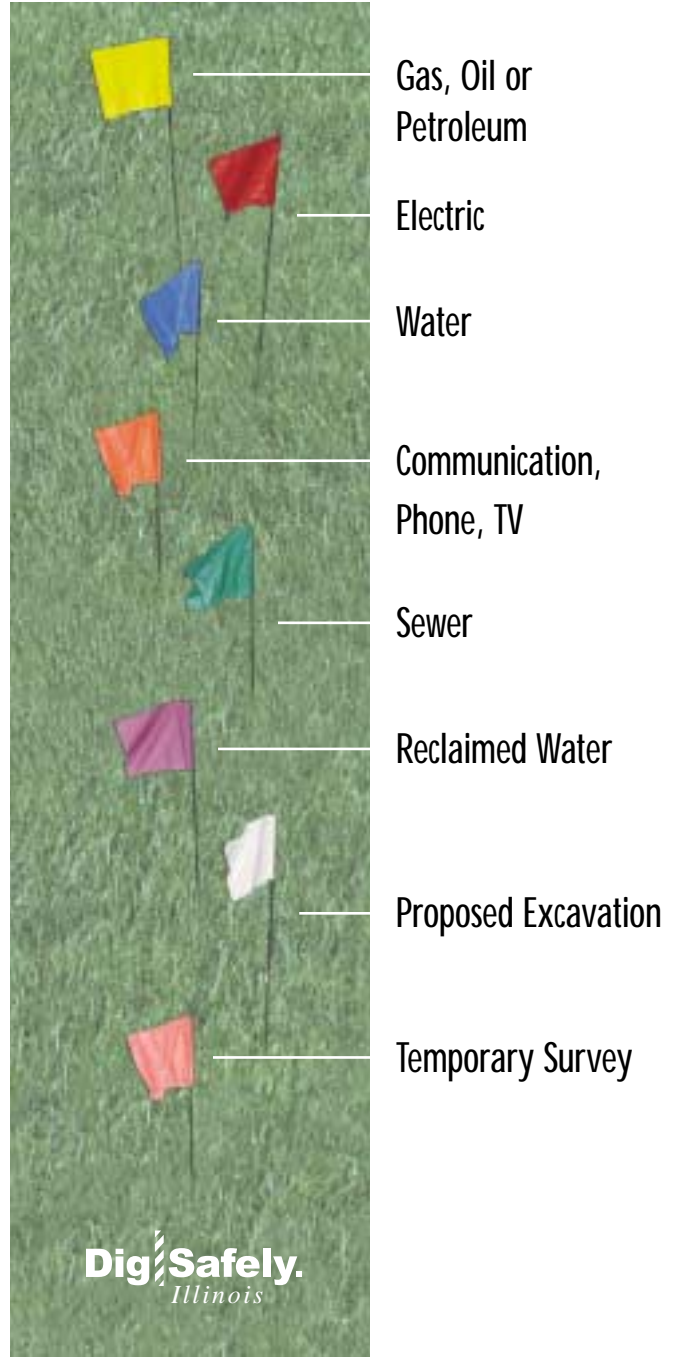 Gas, Oil or
Petroleum
Electric
Water
Communication,
Phone, TV
Sewer
Reclaimed Water
Proposed Excavation
Temporary Survey
Dig Safely.
Illinois